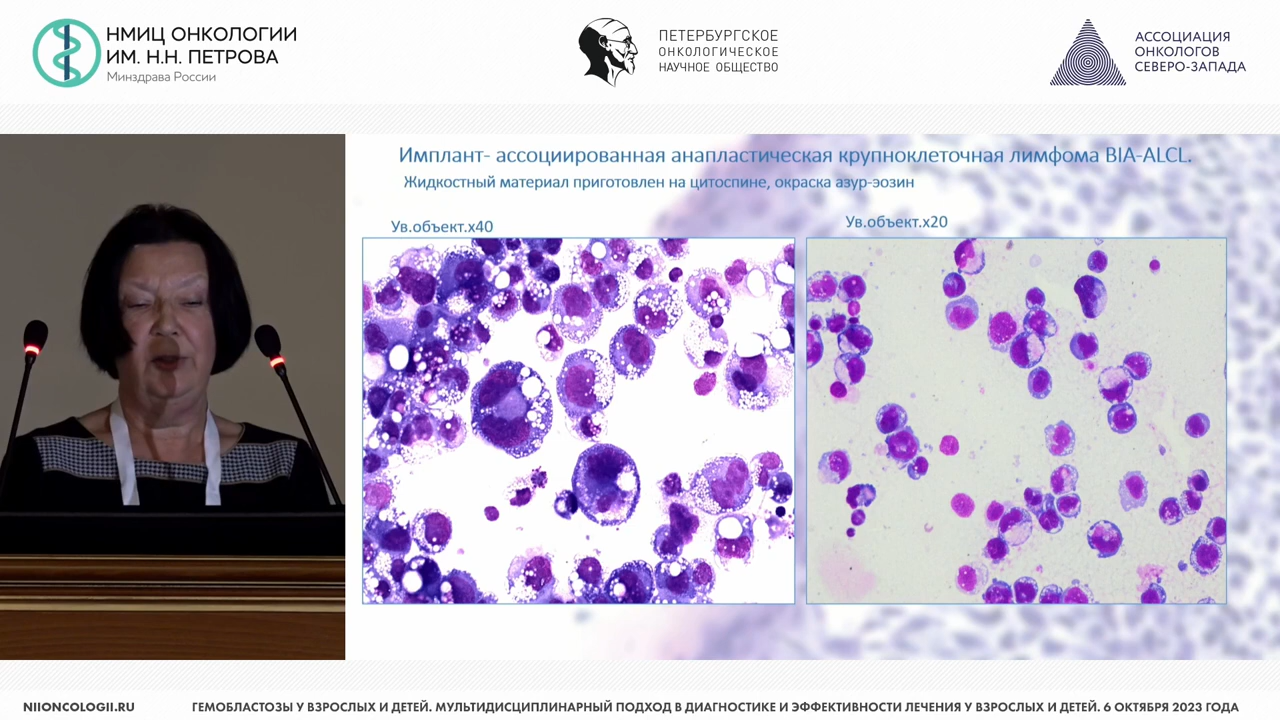 НМИЦ ОНКОЛОГИИ
ИМ. Н.Н. ПЕТРОВА
Минздрава России
ПЕТЕРБУРГСКОЕ
ОНКОЛОГИЧЕСКОЕ
НАУЧНОЕ ОБЩЕСТВО
АССОЦИАЦИЯ
ОНКОЛОГОВ
СЕВЕРО-ЗАПАДА
Имплант- ассоциированная анапластическая крупноклеточная лимфома BIA-ALCL.
Жидкостный материал приготовлен на цитоспине, окраска азур-эозин
Ув.объект.х40
Ув.объект.х20
NIIONCOLOGII.RU
ГЕМОБЛАСТОЗЫ У ВЗРОСЛЫХ И ДЕТЕЙ. МУЛЬТИДИСЦИПЛИНАРНЫЙ ПОДХОД В ДИАГНОСТИКЕ И ЭФФЕКТИВНОСТИ ЛЕЧЕНИЯ У ВЗРОСЛЫХ И ДЕТЕЙ. 6 ОКТЯБРЯ 2023 ГОДА